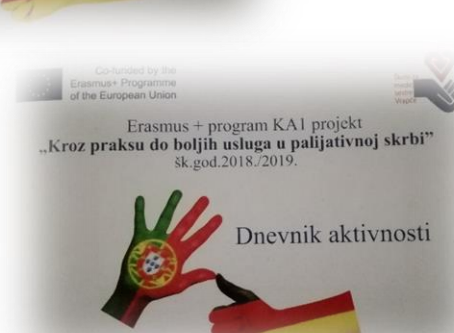 Co-funded by the
Erasmus+ Programme
of the European Union
Erasmus + program KA1 projekt
„Kroz praksu do boljih usluga u palijativnoj skrbi”
šk.god.2018./2019.
Dnevnik aktivnosti